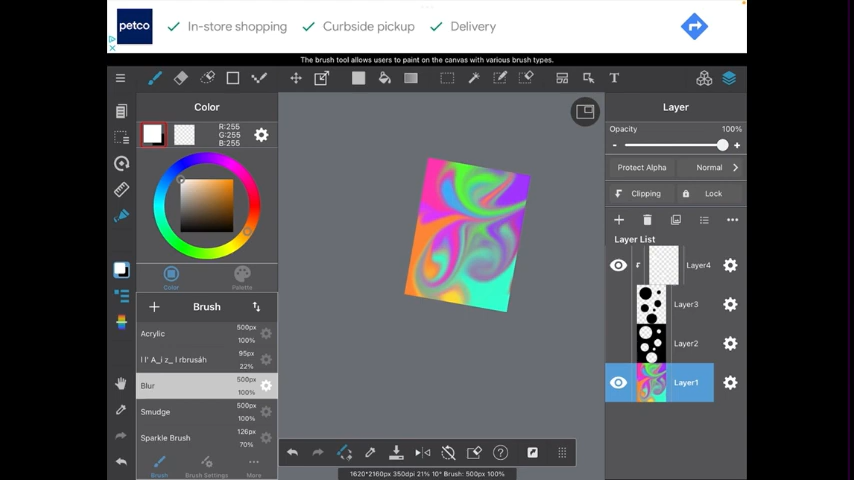 petco
In-store shopping
Curbside pickup
Delivery
The brush tool allows users to paint on the canvas with various brush types.
T
Color
R:255
G:255
B:255
Color
Palette
Brush
Acrylic
500px
100%
95px
22%
Blur
500px
100%
Smudge
500px
100%
Sparkle Brush
126px
70%
Brush
Brush Settings
More
1620*2160px 350dpi 21% 10° Brush: 500px 100%
Layer
Opacity
100%
- +
Protect Alpha
Normal
Clipping
Lock
Layer List
Layer4
Layer3
Layer2
Layer1